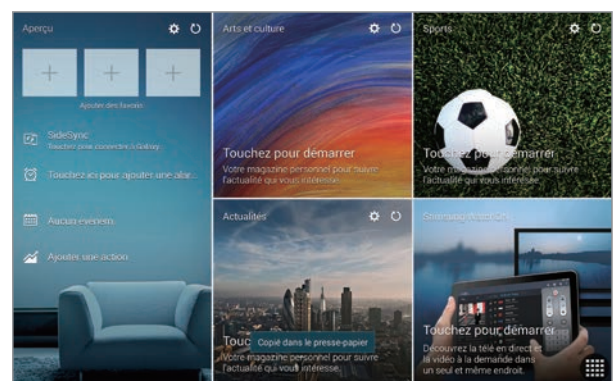 Aperçu
Ajouter des favoris
SideSync
Touchez pour connecter à Galaxy...
Touchez ici pour ajouter une alar...
Aucun événem.
Ajouter une action
Arts et culture
Touchez pour démarrer
Votre magazine personnel pour suivre
l'actualité qui vous intéresse.
Sports
Touchez pour démarrer
Votre magazine personnel pour suivre
l'actualité qui vous intéresse.
Actualités
Touc
Copié dans le presse-papier
Votre magazine personnel pour suivre
l'actualité qui vous intéresse.
Samsung WatchON
Touchez pour démarrer
Découvrez la télé en direct et
la vidéo à la demande dans
un seul et même endroit.